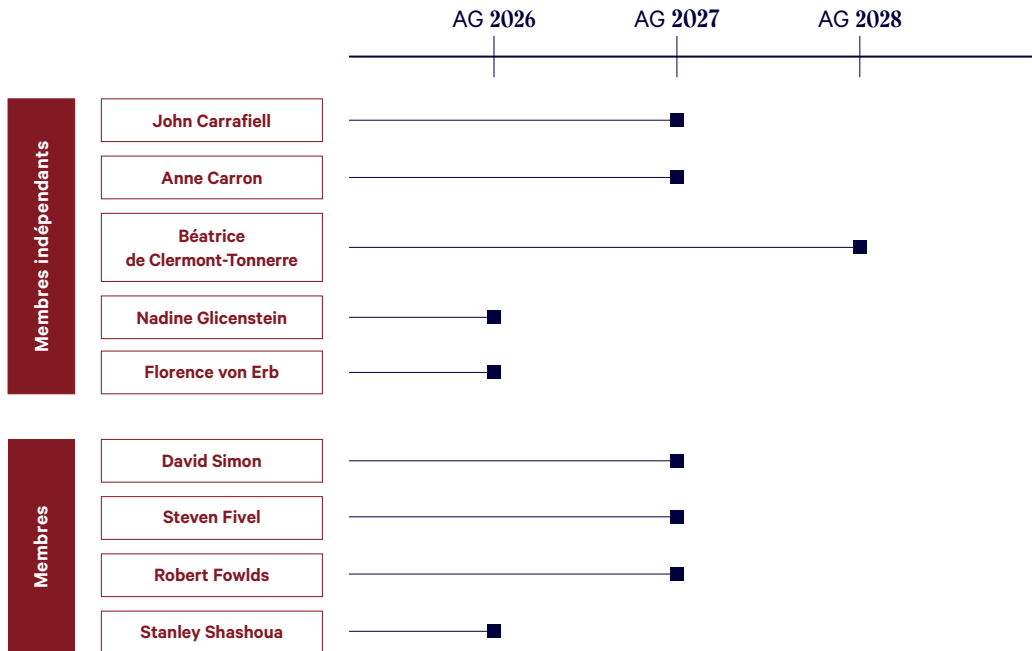 AG 2026 AG 2027 AG 2028
Membres indépendants
John Carrafiell
Anne Carron
Béatrice
de Clermont-Tonnerre
Nadine Glicenstein
Florence von Erb
Membres
David Simon
Steven Fivel
Robert Fowlds
Stanley Shashoua